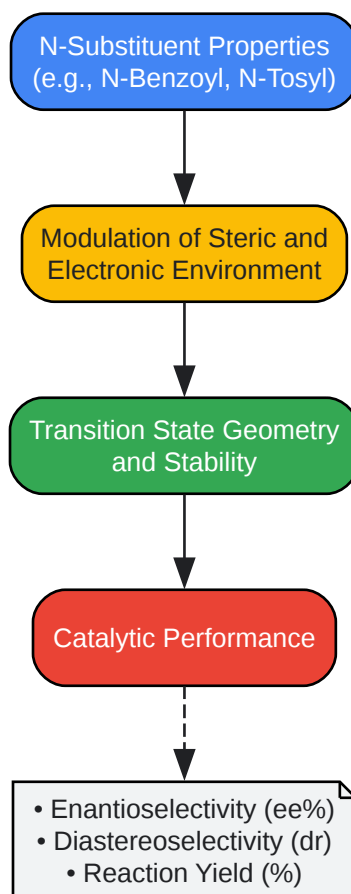 N-Substituent Properties
(e.g., N-Benzoyl, N-Tosyl)
Modulation of Steric and
Electronic Environment
Transition State Geometry
and Stability
Catalytic Performance
• Enantioselectivity (ee%)
• Diastereoselectivity (dr)
• Reaction Yield (%)